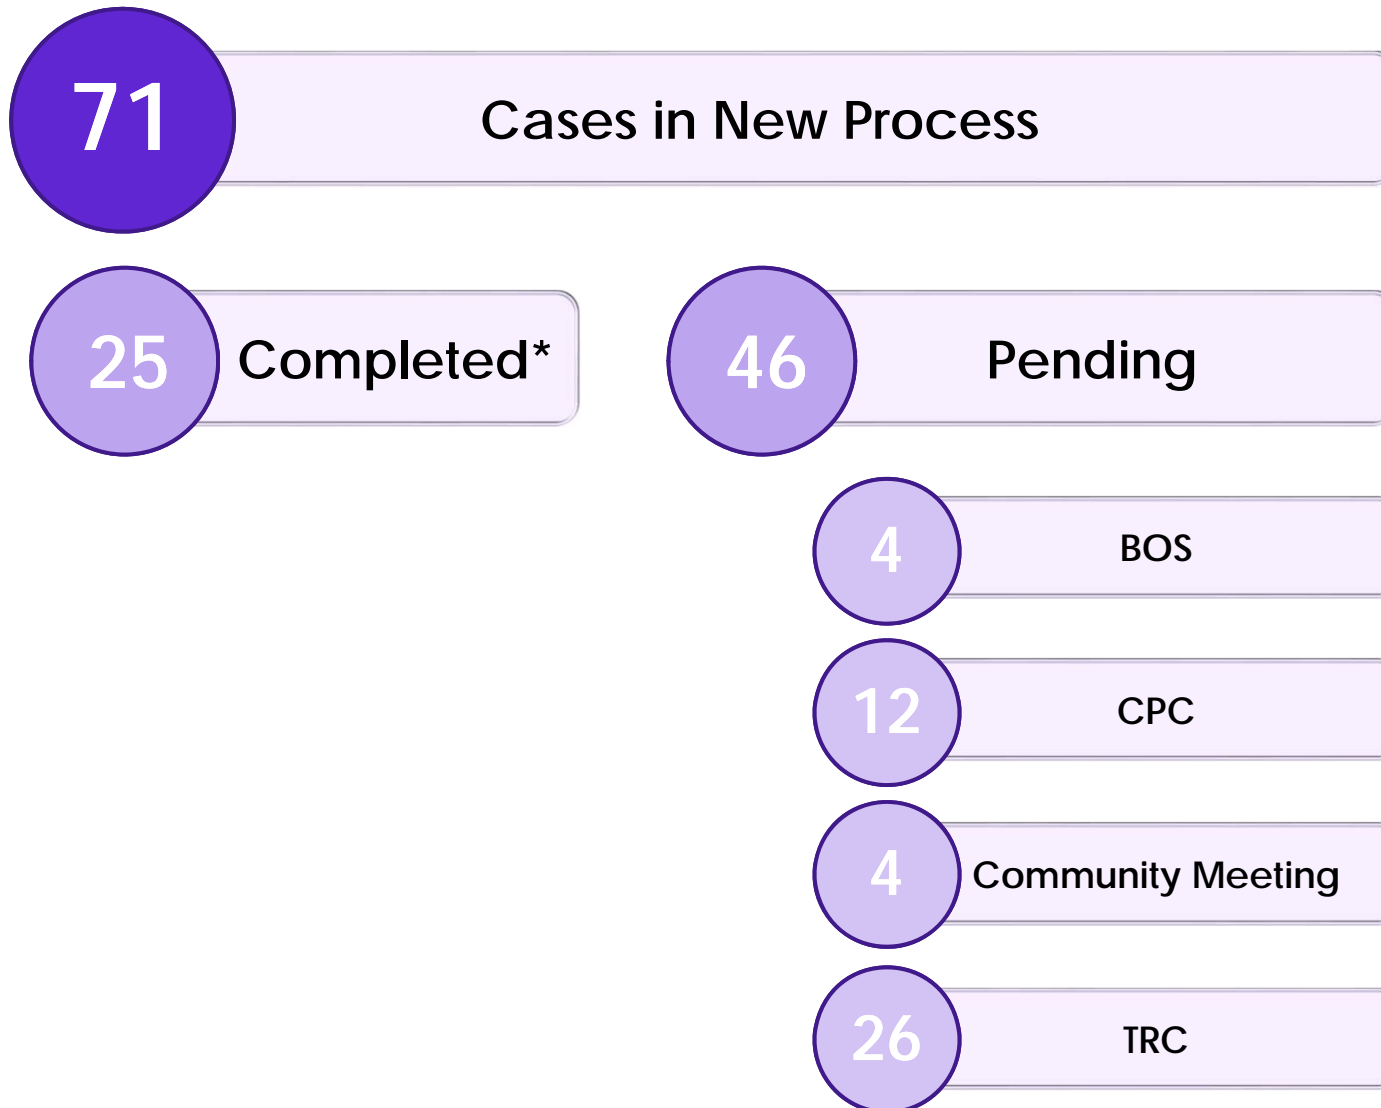 71 Cases in New Process
25 Completed*
46 Pending
4 BOS
12 CPC
4 Community Meeting
26 TRC